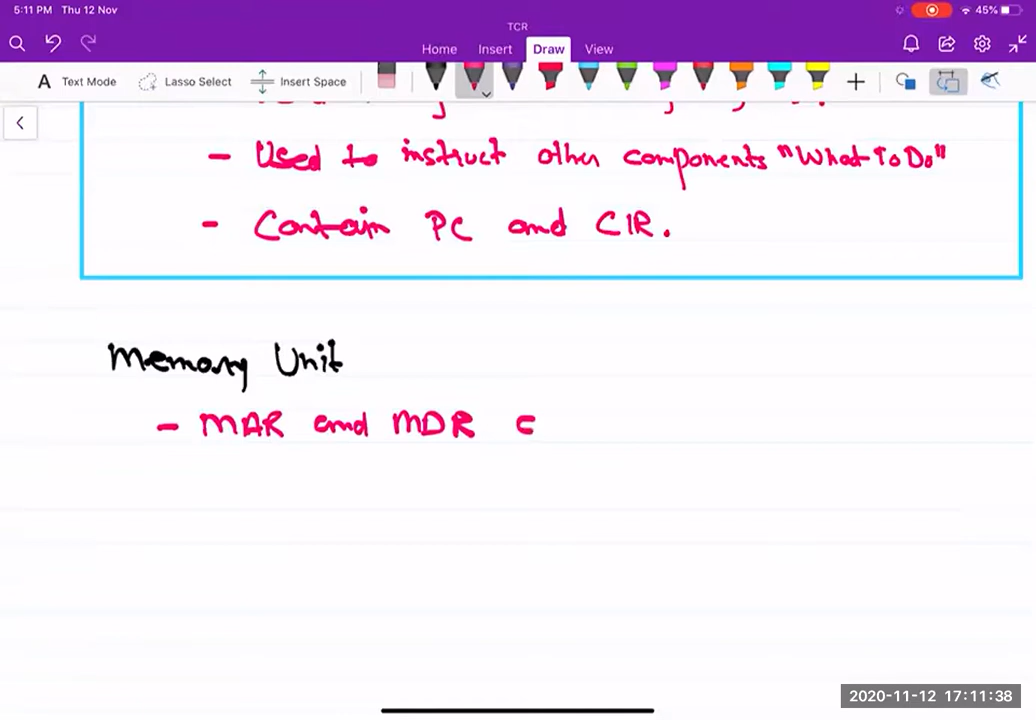 5:11 PM Thu 12 Nov
45%
TCR
Home Insert Draw View
A Text Mode Lasso Select Insert Space
- Used to instruct other components "What To Do"
- Contain PC and CIR.
Memory Unit
- MAR and MDR c
2020-11-12 17:11:38